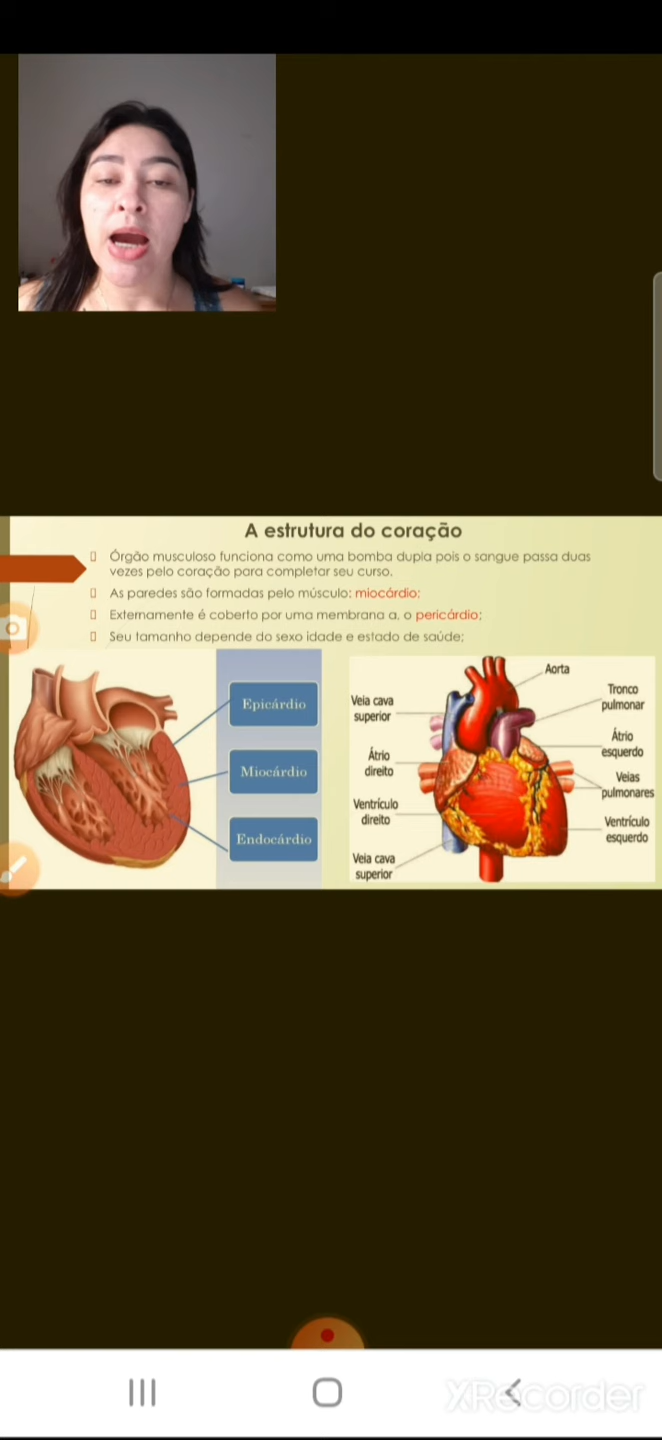 A estrutura do coração
Órgão musculoso funciona como uma bomba dupla pois o sangue passa duas
vezes pelo coração para completar seu curso.
As paredes são formadas pelo músculo: miocárdio;
Externamente é coberto por uma membrana a. o pericárdio;
Seu tamanho depende do sexo idade e estado de saúde;
Epicárdio
Miocárdio
Endocárdio
Veia cava
superior
Átrio
direito
Ventrículo
direito
Veia cava
superior
Aorta
Tronco
pulmonar
Átrio
esquerdo
Veias
pulmonares
Ventrículo
esquerdo
XRecorder